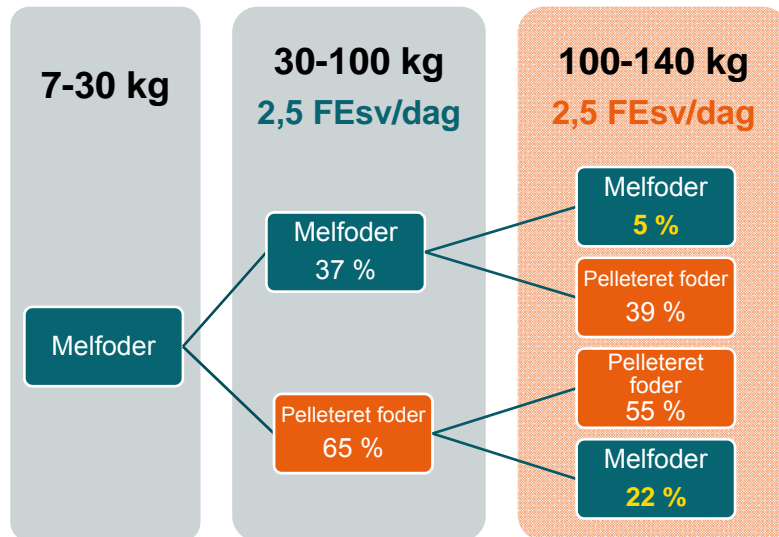 7-30 kg
30-100 kg
2,5 FEsv/dag
100-140 kg
2,5 FEsv/dag
Melfoder
Melfoder
37 %
Pelleteret foder
65 %
Melfoder
5 %
Pelleteret foder
39 %
Pelleteret
foder
55 %
Melfoder
22 %